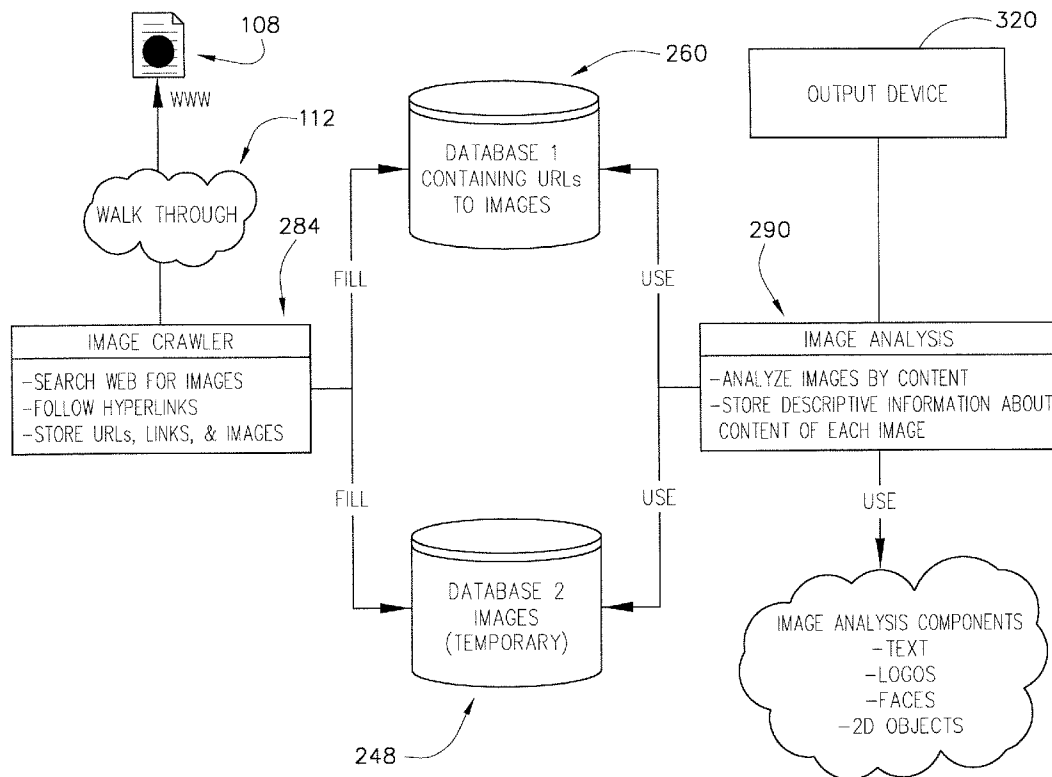 108
WWW
112
WALK THROUGH
284
IMAGE CRAWLER
-SEARCH WEB FOR IMAGES
-FOLLOW HYPERLINKS
-STORE URLs, LINKS, & IMAGES
FILL
FILL
260
DATABASE 1
CONTAINING URLs
TO IMAGES
DATABASE 2
IMAGES
(TEMPORARY)
248
USE
USE
320
OUTPUT DEVICE
290
IMAGE ANALYSIS
-ANALYZE IMAGES BY CONTENT
-STORE DESCRIPTIVE INFORMATION ABOUT
CONTENT OF EACH IMAGE
USE
IMAGE ANALYSIS COMPONENTS
-TEXT
-LOGOS
-FACES
-2D OBJECTS